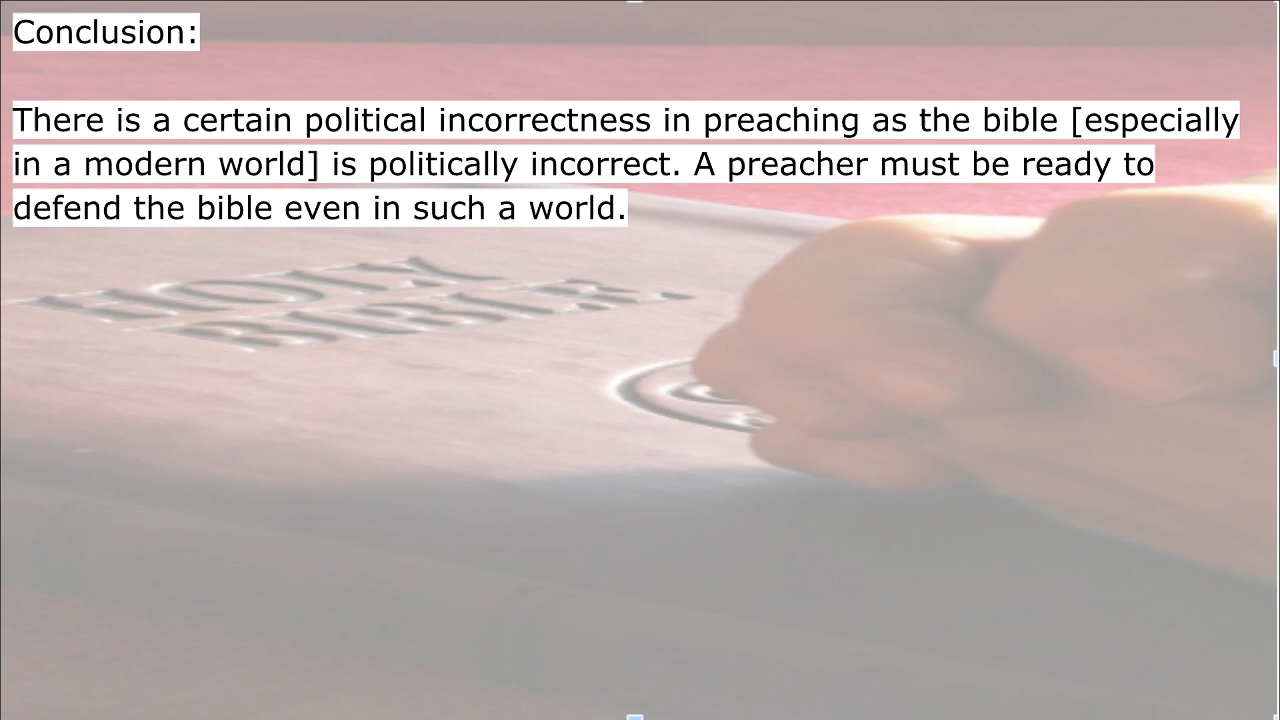 Conclusion:
There is a certain political incorrectness in preaching as the bible [especially
in a modern world] is politically incorrect. A preacher must be ready to
defend the bible even in such a world.
HOLY
BIBLE